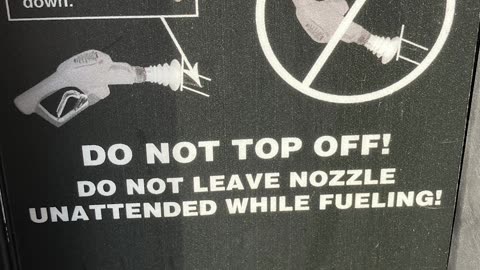 down.
DO NOT TOP OFF!
DO NOT LEAVE NOZZLE
UNATTENDED WHILE FUELING!